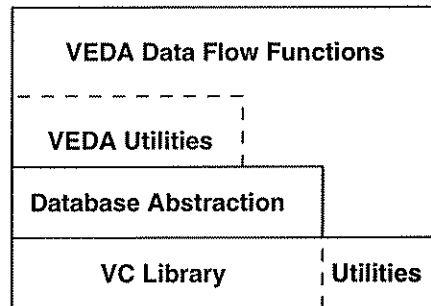 VEDA Data Flow Functions
VEDA Utilities
Database Abstraction
VC Library Utilities